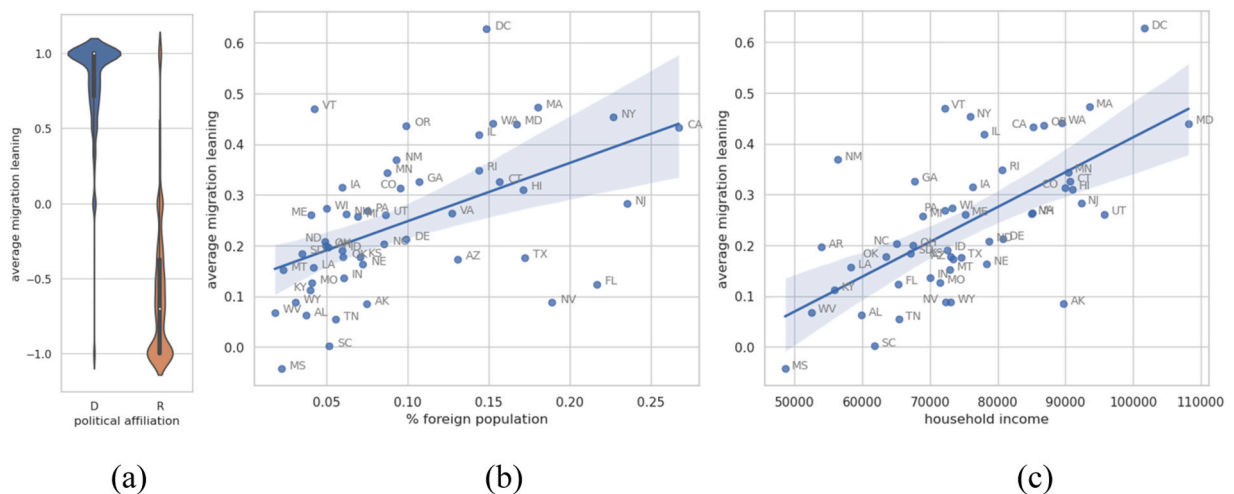 average migration leaning
1.0
0.5
0.0
−0.5
−1.0
D R
political affiliation
(a)
average migration leaning
0.6
0.5
0.4
0.3
0.2
0.1
0.0
DC
VT
MA
NY
OR
WA MD
CA
IL
NM
MN
RI
IA
CO
GA
CT
HI
NJ
WI
ME
PA
UT
VA
ND
DE
SD
KS
NE
AZ
TX
MT
LA
IN
MO
KY
FL
WY
AK
NV
WV
AL
TN
SC
MS
0.05 0.10 0.15 0.20 0.25
% foreign population
(b)
average migration leaning
0.6
0.5
0.4
0.3
0.2
0.1
0.0
DC
VT
NY
MA
CA
WA
MD
IL
NM
RI
MN
GA
IA
CO
CT
HI
NJ
PA
WI
ME
UT
AR
NC
DE
ID
OK
TX
LA
MT
NE
IN
MO
KY
FL
NV
WY
AK
WV
AL
TN
SC
MS
50000 60000 70000 80000 90000 100000 110000
household income
(c)